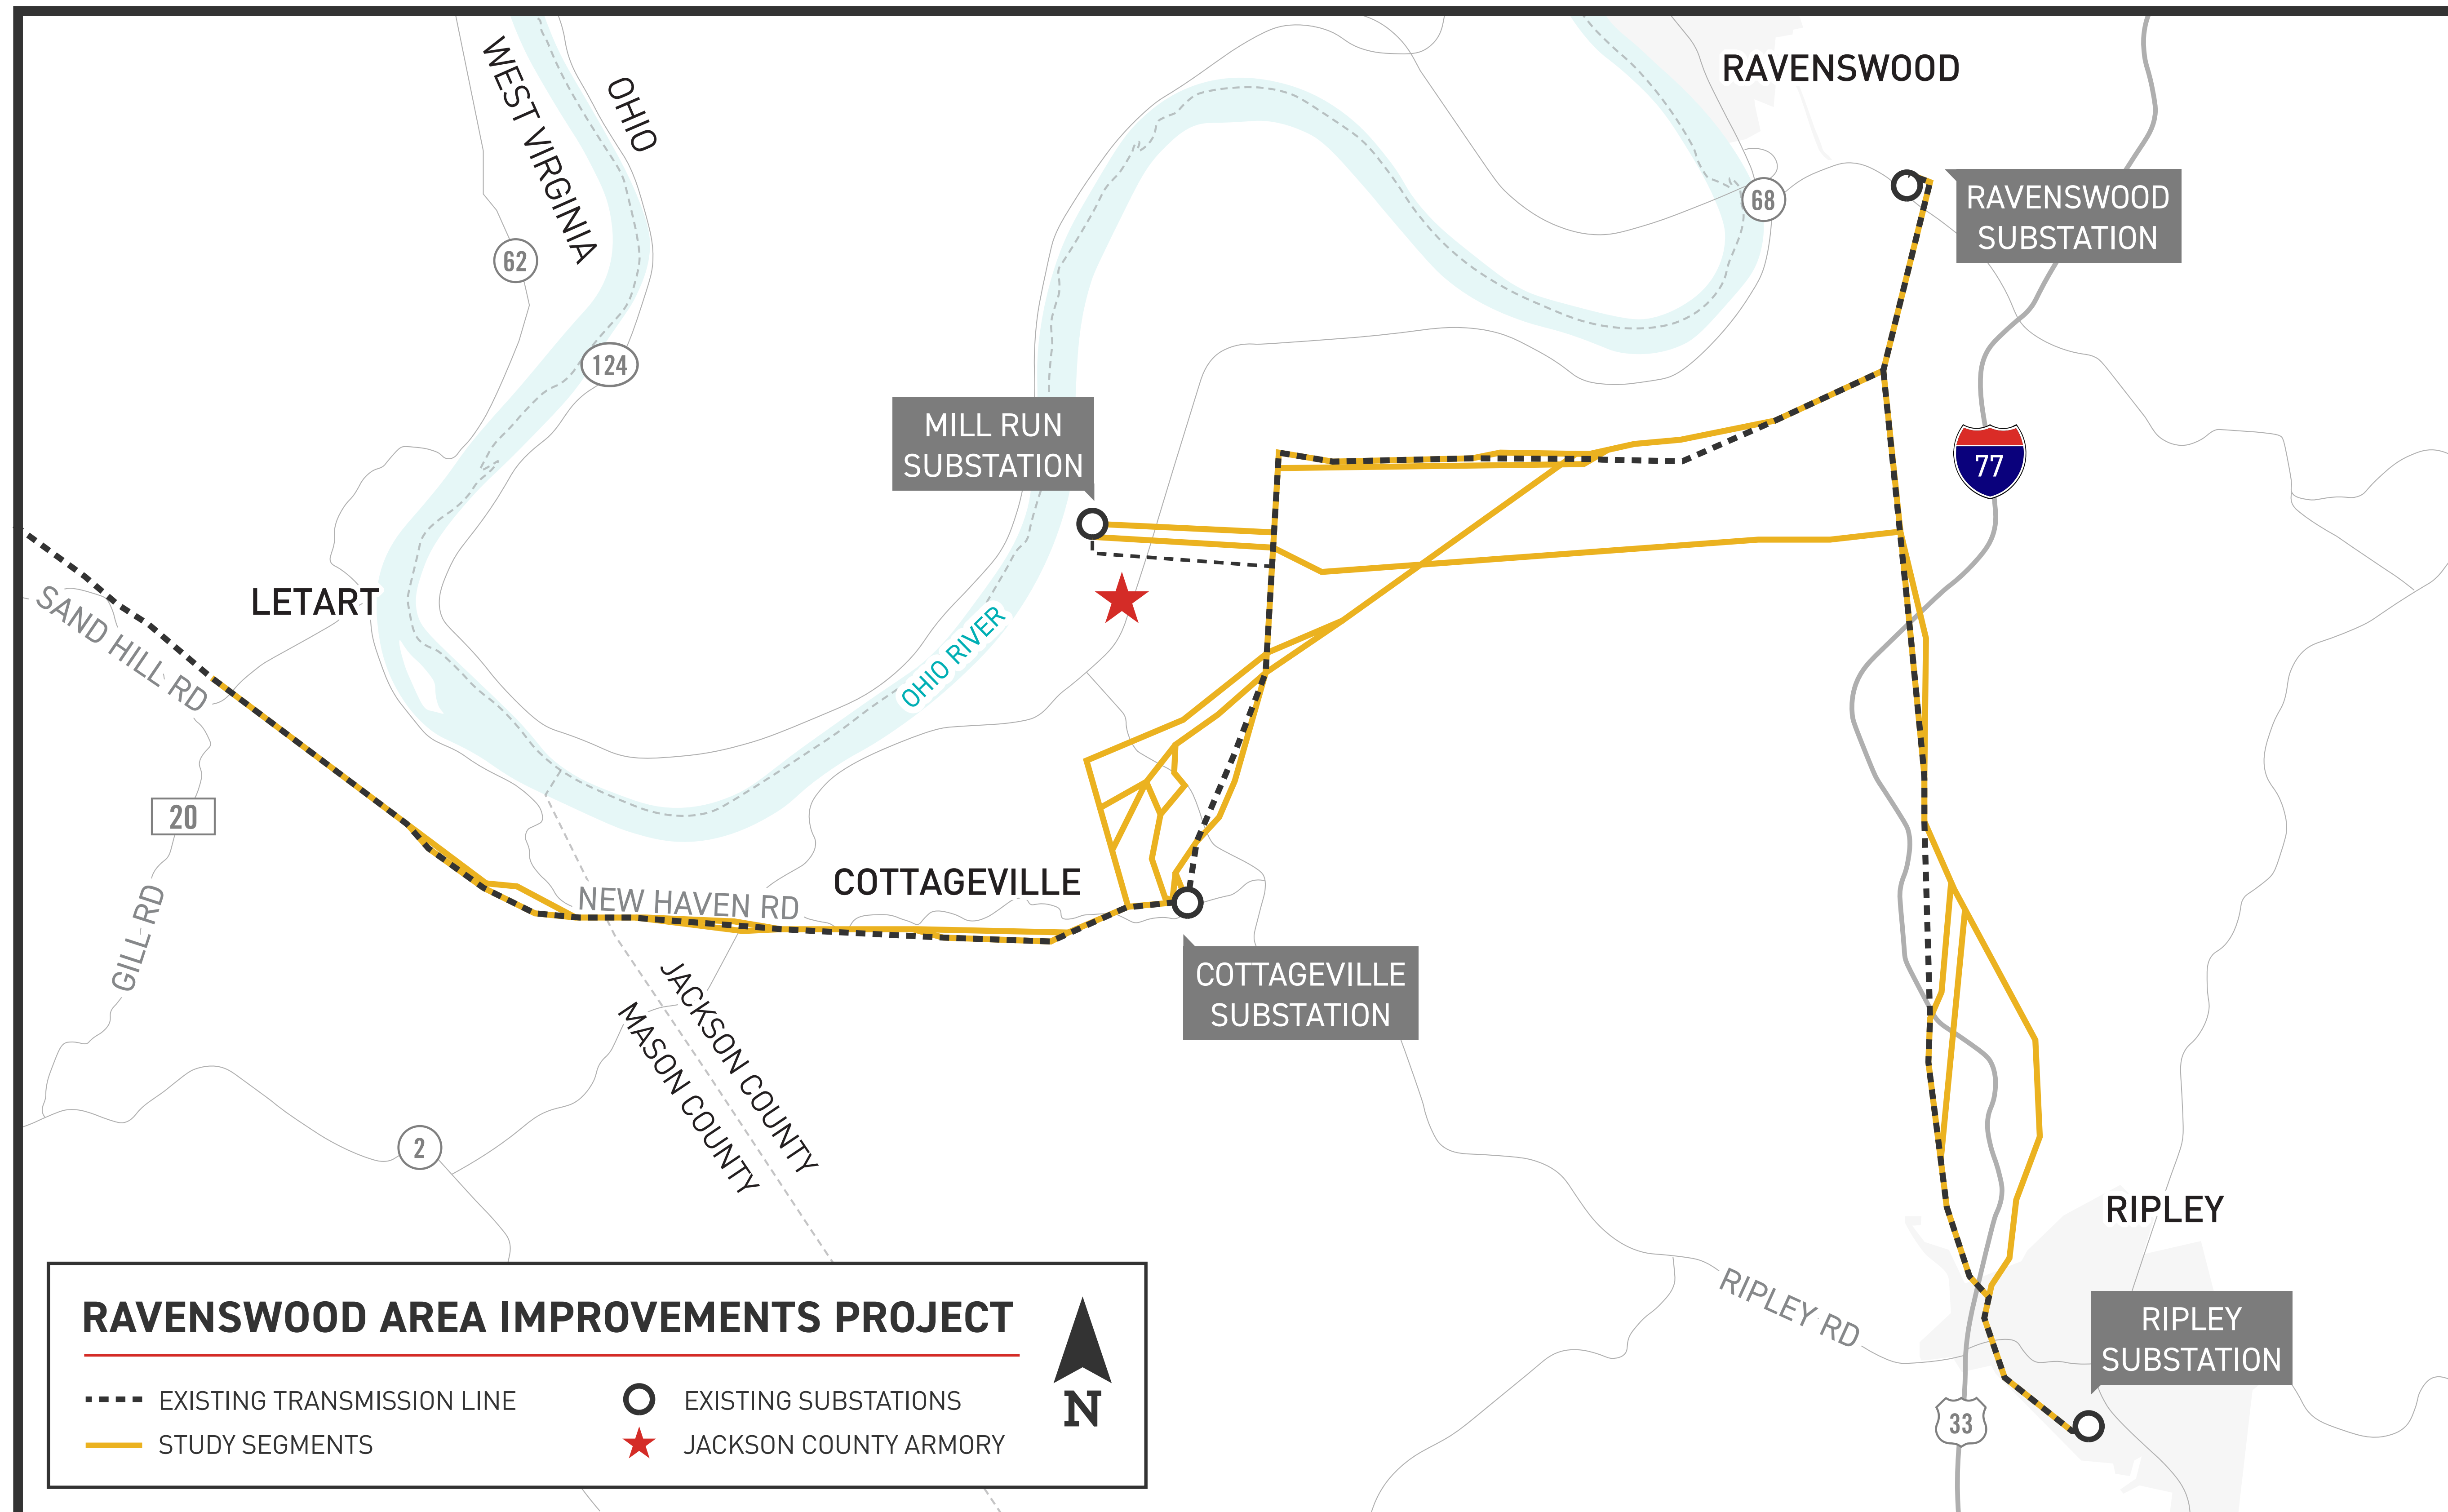 WEST VIRGINIA
OHIO
RAVENSWOOD
62
68
RAVENSWOOD
SUBSTATION
124
MILL RUN
SUBSTATION
77
LETART
SAND HILL RD
OHIO RIVER
20
GILL RD
COTTAGEVILLE
NEW HAVEN RD
COTTAGEVILLE
SUBSTATION
JACKSON COUNTY
MASON COUNTY
2
RIPLEY
RIPLEY RD
RIPLEY
SUBSTATION
33
RAVENSWOOD AREA IMPROVEMENTS PROJECT
EXISTING TRANSMISSION LINE
STUDY SEGMENTS
EXISTING SUBSTATIONS
JACKSON COUNTY ARMORY
N